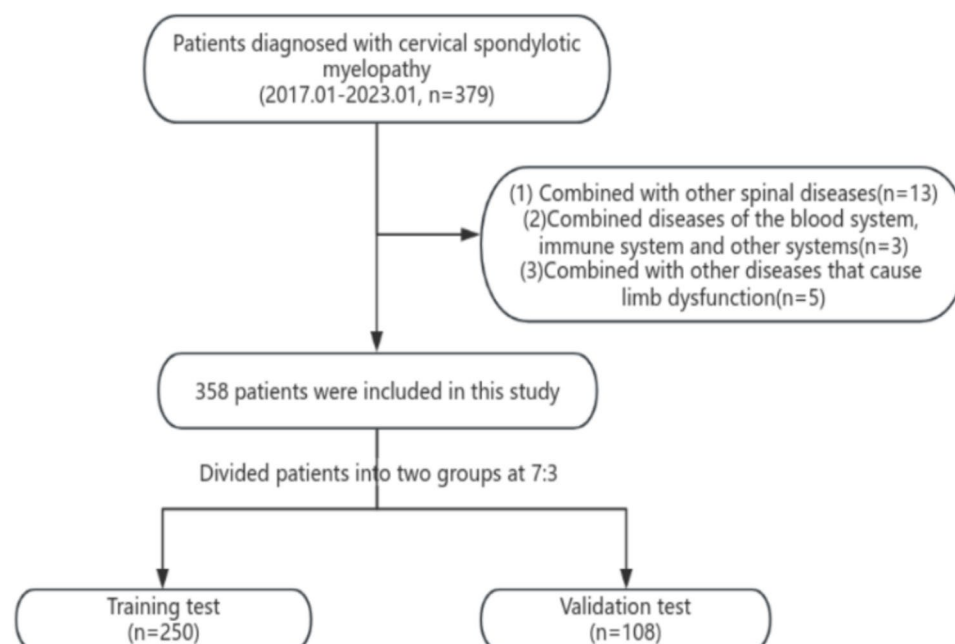 Patients diagnosed with cervical spondylotic
myelopathy
(2017.01-2023.01, n=379)
(1) Combined with other spinal diseases(n=13)
(2)Combined diseases of the blood system,
immune system and other systems(n=3)
(3)Combined with other diseases that cause
limb dysfunction(n=5)
358 patients were included in this study
Divided patients into two groups at 7:3
Training test
(n=250)
Validation test
(n=108)